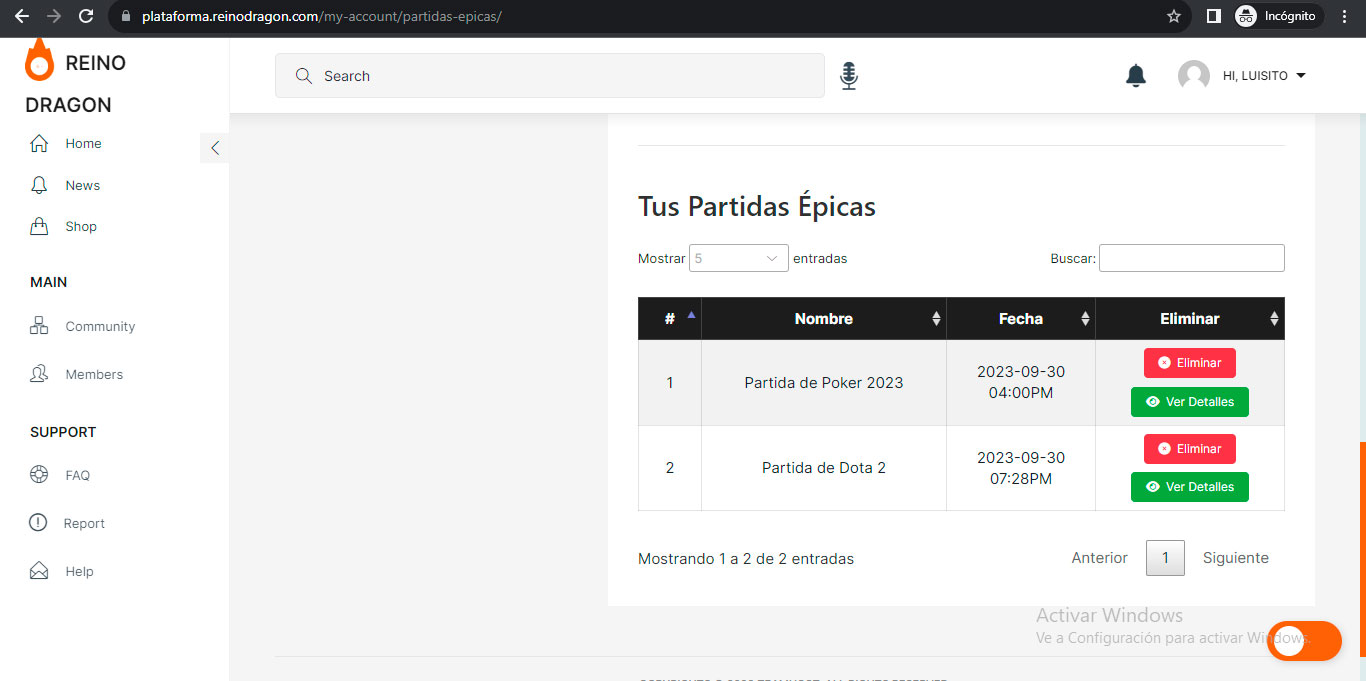 plataforma.reinodragon.com/my-account/partidas-epicas/
Incógnito
REINO
DRAGON
Home
News
Shop
MAIN
Community
Members
SUPPORT
FAQ
Report
Help
Search
HI, LUISITO
Tus Partidas Épicas
Mostrar 5 entradas
Buscar:
# Nombre Fecha Eliminar
1 Partida de Poker 2023 2023-09-30 04:00PM Eliminar Ver Detalles
2 Partida de Dota 2 2023-09-30 07:28PM Eliminar Ver Detalles
Mostrando 1 a 2 de 2 entradas
Anterior 1 Siguiente
Activar Windows
Ve a Configuración para activar Windows.